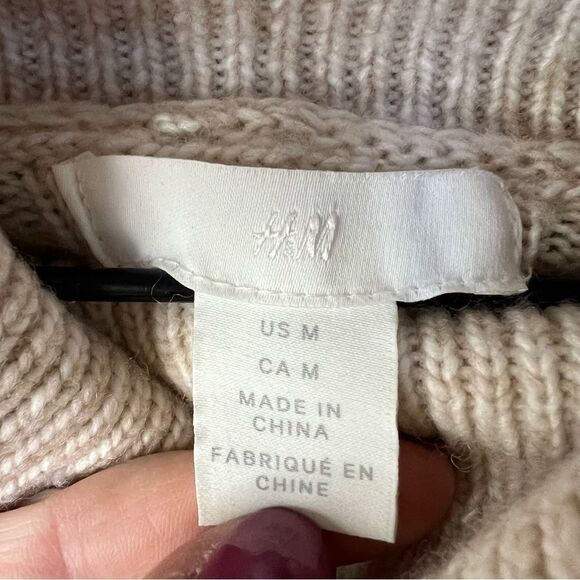 H&M
US M
CA M
MADE IN
CHINA
FABRIQUÉ EN
CHINE